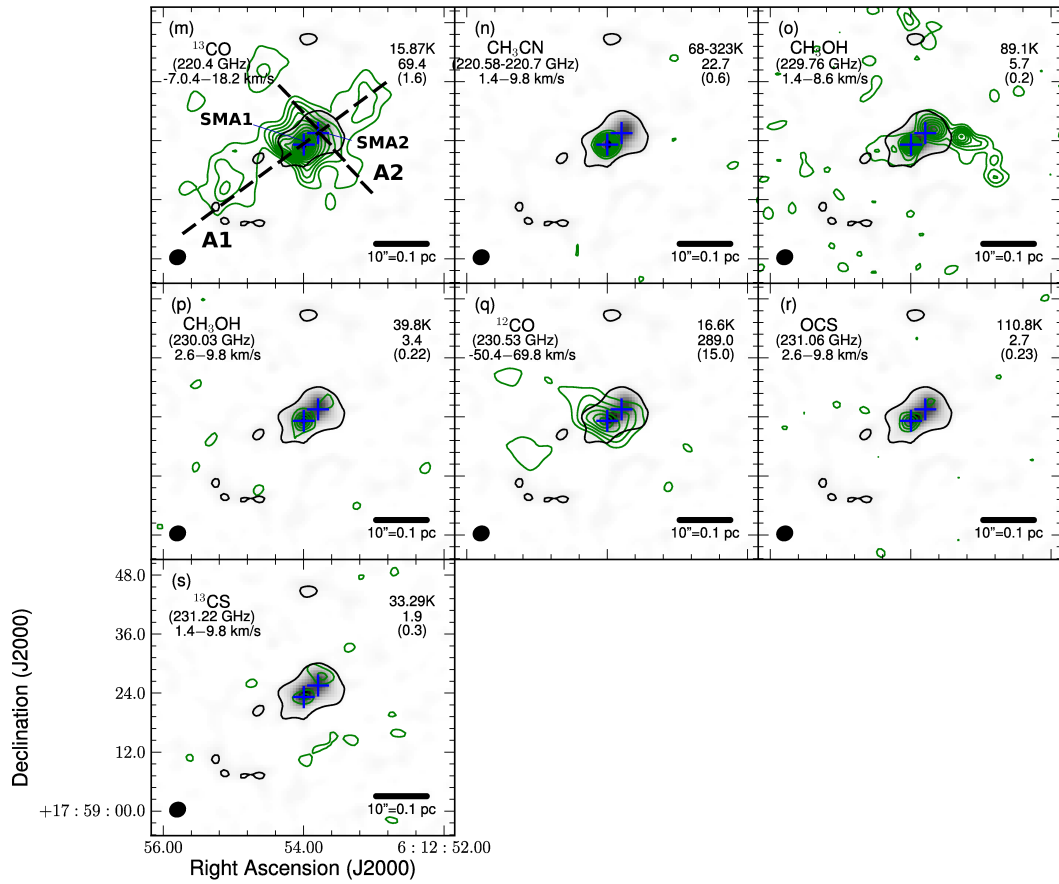 (m)
¹³CO 15.87K
(220.4 GHz) 69.4
-7.0.4−18.2 km/s (1.6)
SMA1
SMA2
A2
A1
10"=0.1 pc
(n)
CH₃CN 68-323K
(220.58-220.7 GHz) 22.7
1.4−9.8 km/s (0.6)
10"=0.1 pc
(o)
CH₃OH 89.1K
(229.76 GHz) 5.7
1.4−8.6 km/s (0.2)
10"=0.1 pc
(p)
CH₃OH 39.8K
(230.03 GHz) 3.4
2.6−9.8 km/s (0.22)
10"=0.1 pc
(q)
¹²CO 16.6K
(230.53 GHz) 289.0
-50.4−69.8 km/s (15.0)
10"=0.1 pc
(r)
OCS 110.8K
(231.06 GHz) 2.7
2.6−9.8 km/s (0.23)
10"=0.1 pc
(s)
¹³CS 33.29K
(231.22 GHz) 1.9
1.4−9.8 km/s (0.3)
10"=0.1 pc
48.0
36.0
24.0
12.0
+17 : 59 : 00.0
Declination (J2000)
56.00 54.00 6 : 12 : 52.00
Right Ascension (J2000)